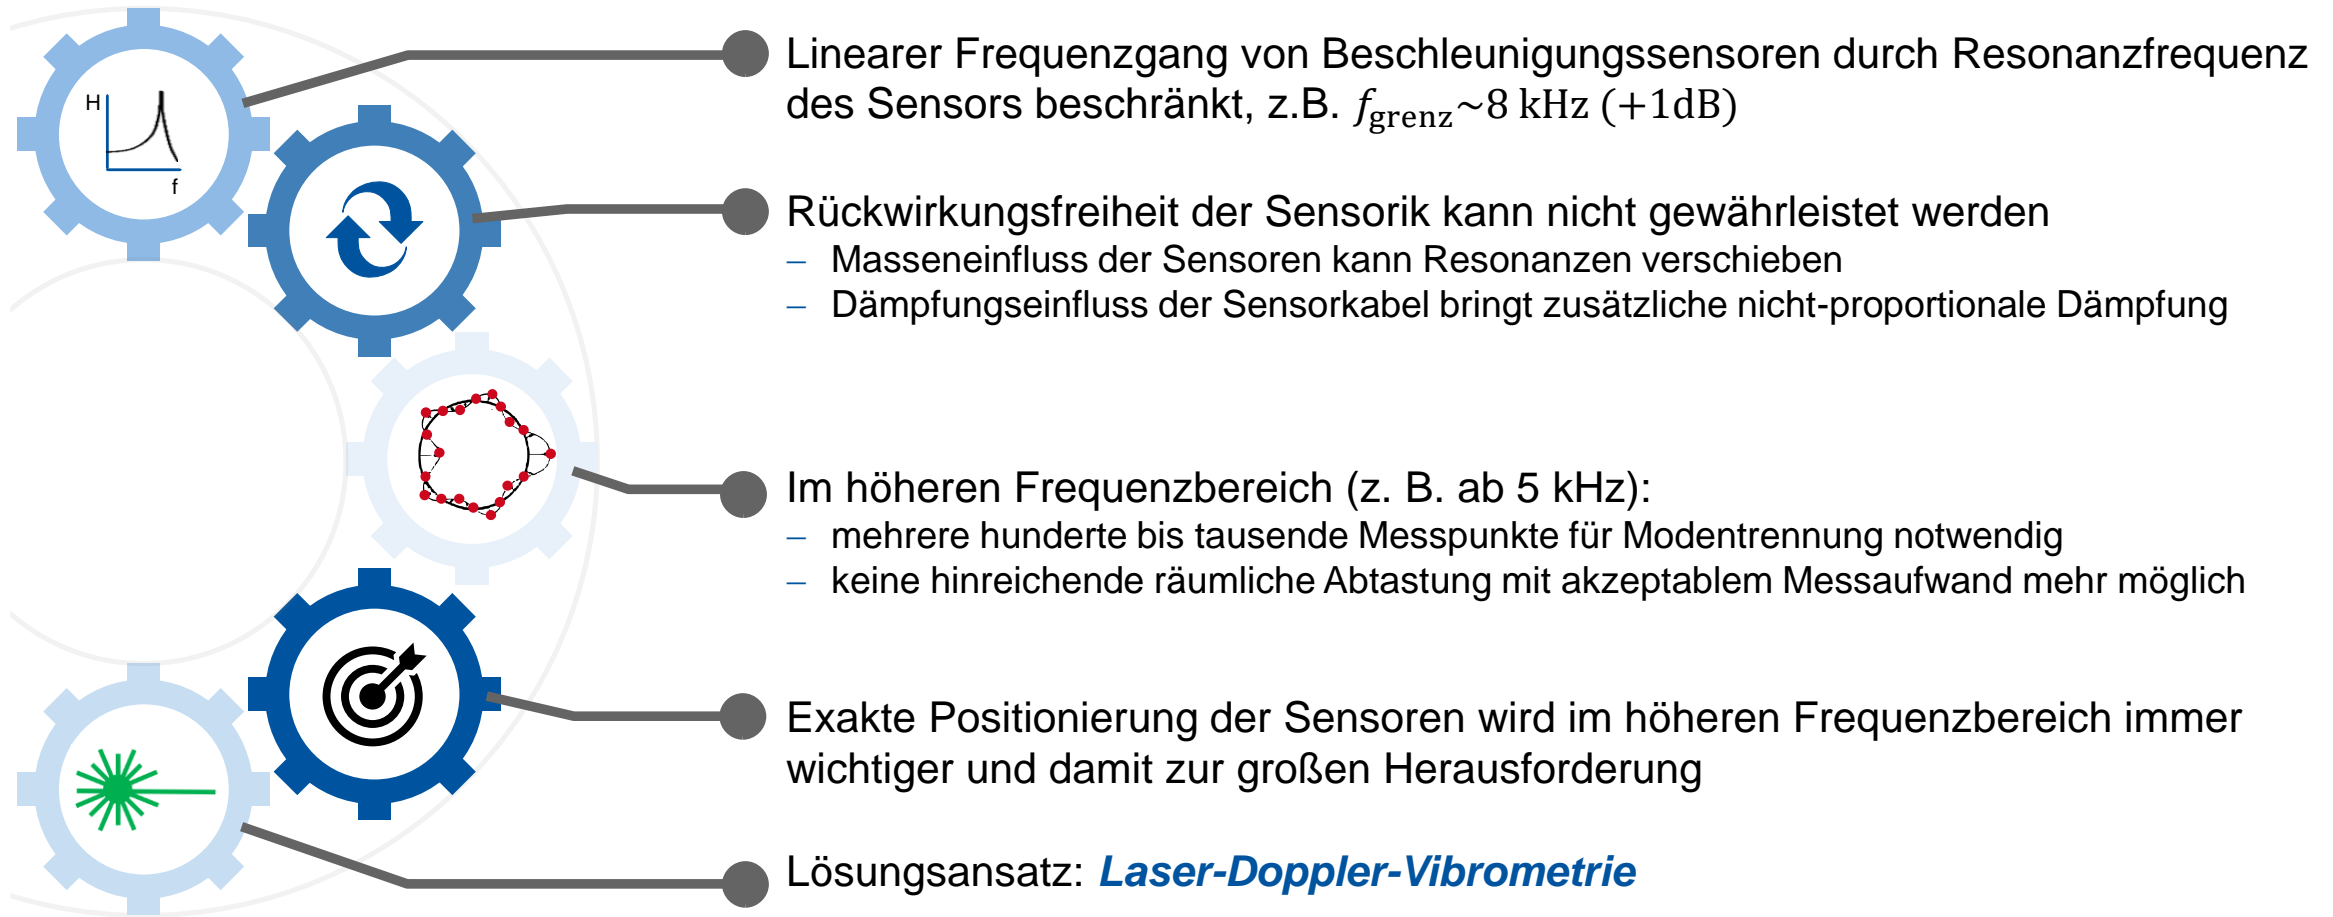 H
f
Linearer Frequenzgang von Beschleunigungssensoren durch Resonanzfrequenz
des Sensors beschränkt, z.B. f_grenz~8 kHz (+1dB)
Rückwirkungsfreiheit der Sensorik kann nicht gewährleistet werden
– Masseneinfluss der Sensoren kann Resonanzen verschieben
– Dämpfungseinfluss der Sensorkabel bringt zusätzliche nicht-proportionale Dämpfung
Im höheren Frequenzbereich (z. B. ab 5 kHz):
– mehrere hunderte bis tausende Messpunkte für Modentrennung notwendig
– keine hinreichende räumliche Abtastung mit akzeptablem Messaufwand mehr möglich
Exakte Positionierung der Sensoren wird im höheren Frequenzbereich immer
wichtiger und damit zur großen Herausforderung
Lösungsansatz: Laser-Doppler-Vibrometrie